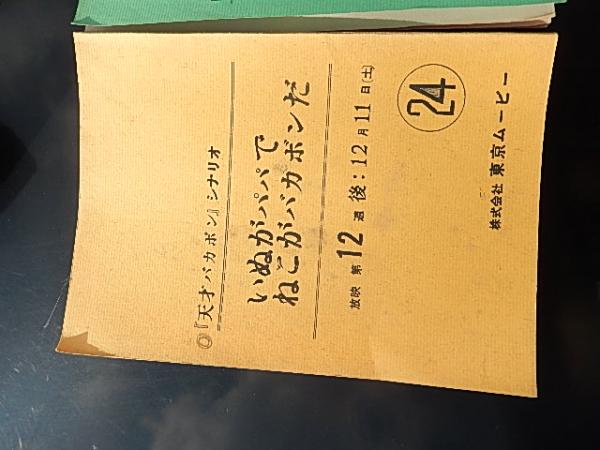 ◎『天才バカボン』シナリオ
いぬがパパで
ねこがバカボンだ
放映 第12週 後:12月11日(土)
24
株式会社 東京ムービー